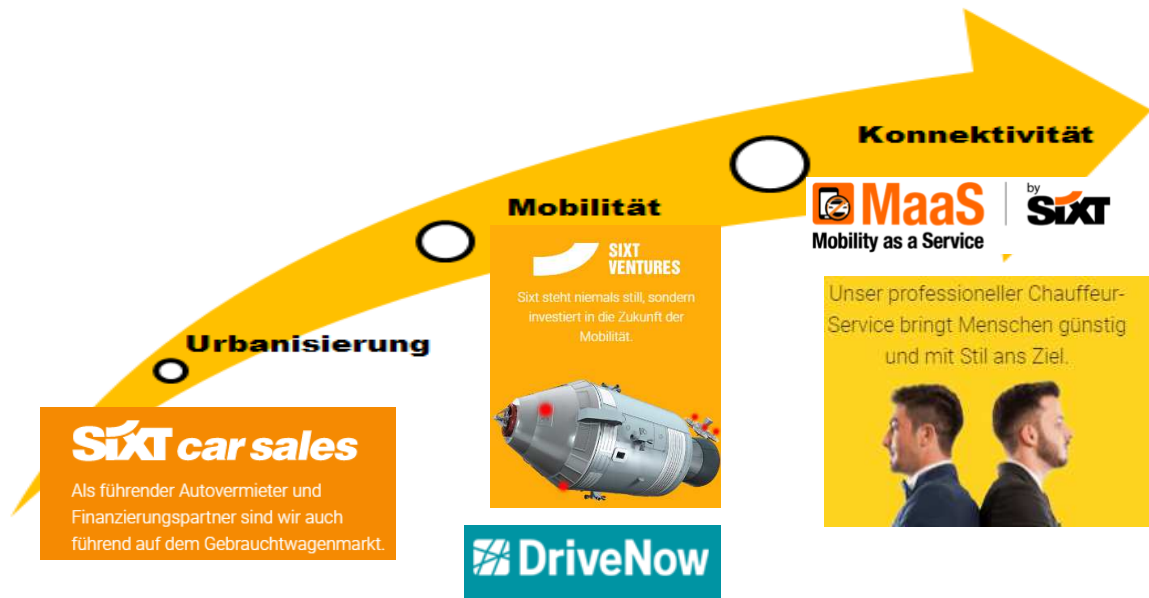 Konnektivität
MaaS
Mobility as a Service
by
SIXT
Mobilität
SIXT
VENTURES
Sixt steht niemals still, sondern
investiert in die Zukunft der
Mobilität.
Unser professioneller Chauffeur-
Service bringt Menschen günstig
und mit Stil ans Ziel.
Urbanisierung
SIXT car sales
Als führender Autovermieter und
Finanzierungspartner sind wir auch
führend auf dem Gebrauchtwagenmarkt.
DriveNow